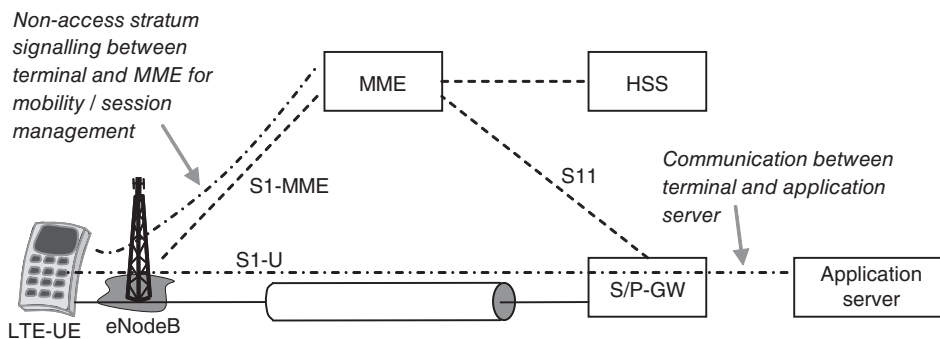 Non-access stratum
signalling between
terminal and MME for
mobility / session
management
MME
HSS
S1-MME
S11
Communication between
terminal and application
server
S1-U
S/P-GW
Application
server
LTE-UE
eNodeB